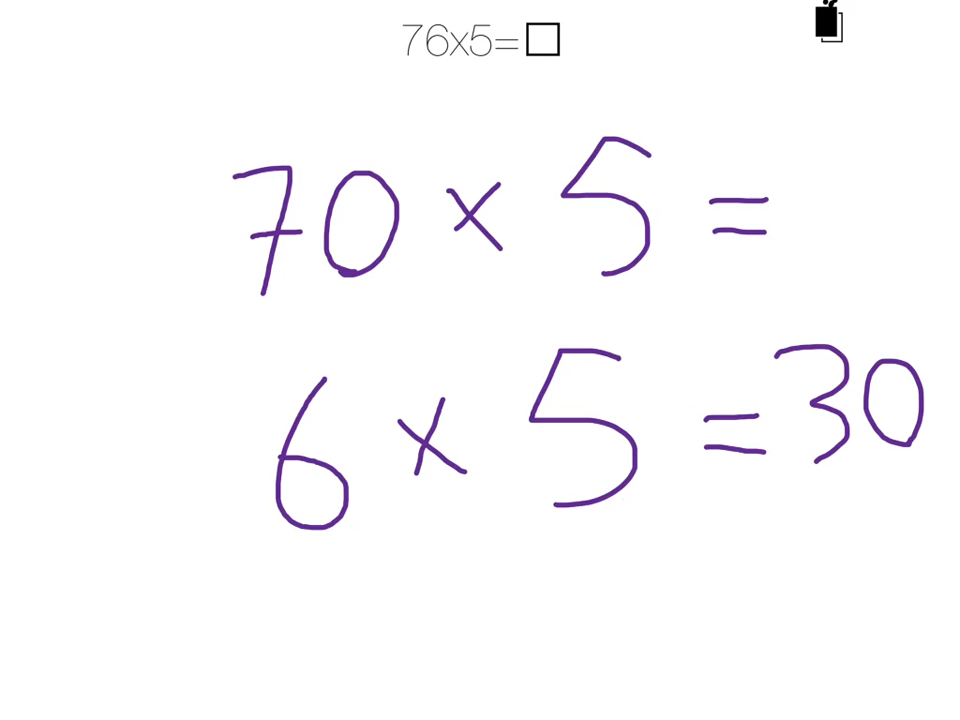 76x5=□
70 × 5 =
6 × 5 = 30